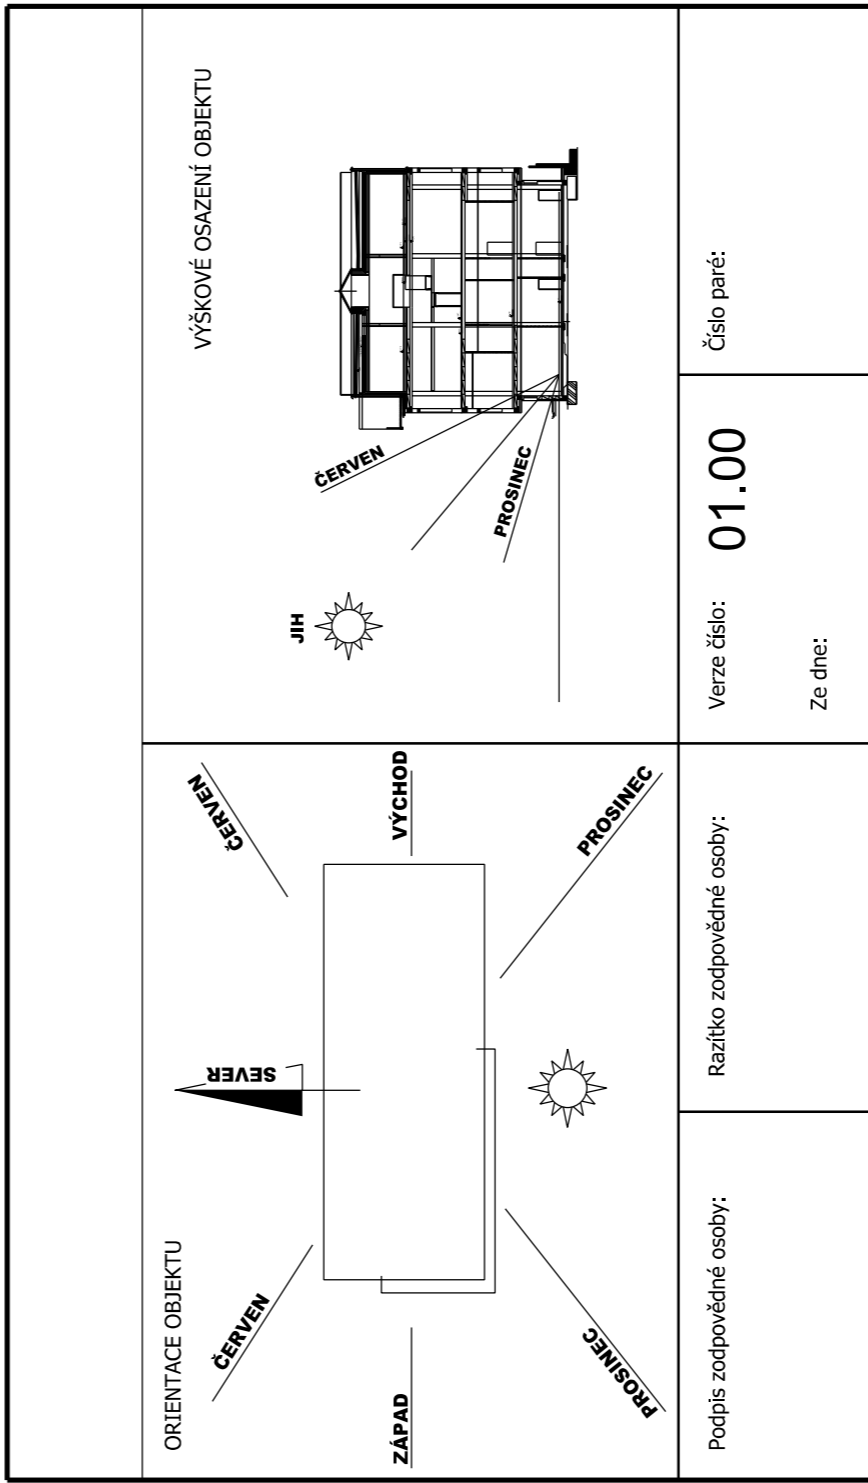 ORIENTACE OBJEKTU
ČERVEN
SEVER
ČERVEN
ZÁPAD
VÝCHOD
PROSINEC
PROSINEC
VÝŠKOVÉ OSAZENÍ OBJEKTU
JIH
ČERVEN
PROSINEC
Podpis zodpovědné osoby:
Razítko zodpovědné osoby:
Verze číslo: 01.00
Ze dne:
Číslo paré: